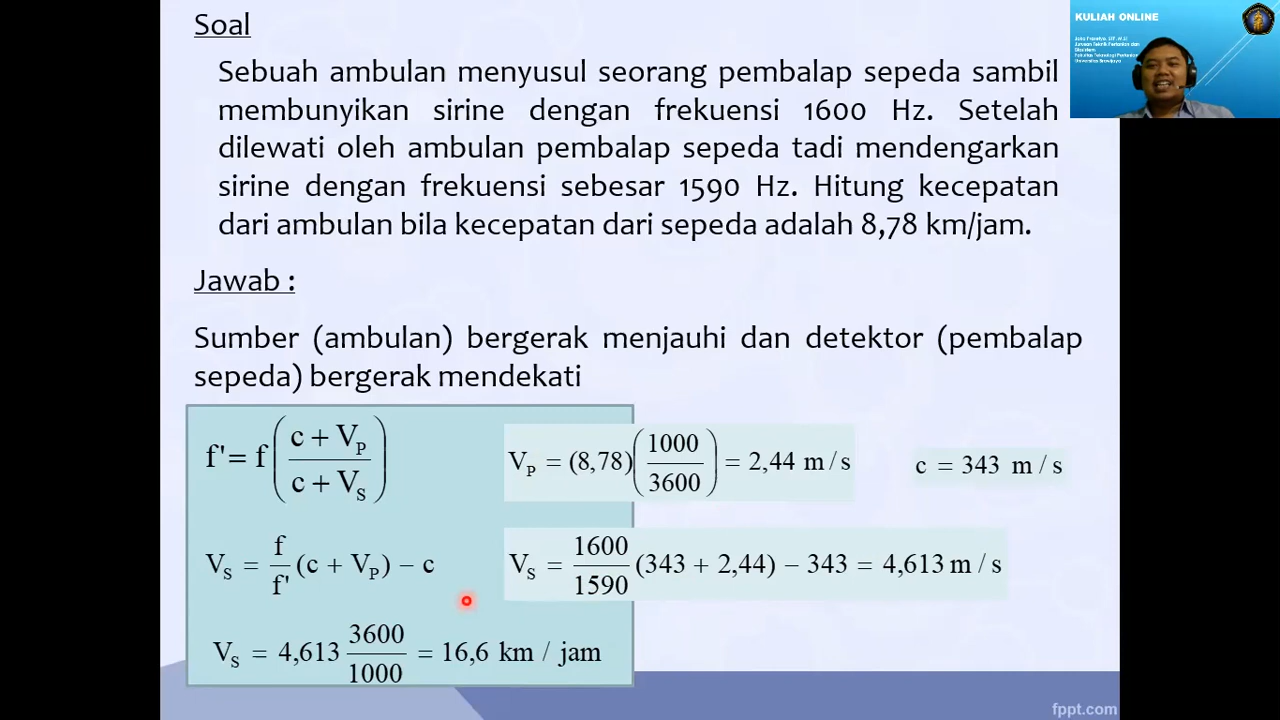 Soal
Sebuah ambulan menyusul seorang pembalap sepeda sambil
membunyikan sirine dengan frekuensi 1600 Hz. Setelah
dilewati oleh ambulan pembalap sepeda tadi mendengarkan
sirine dengan frekuensi sebesar 1590 Hz. Hitung kecepatan
dari ambulan bila kecepatan dari sepeda adalah 8,78 km/jam.
Jawab :
Sumber (ambulan) bergerak menjauhi dan detektor (pembalap
sepeda) bergerak mendekati
f' = f ( (c + V_P) / (c + V_S) )
V_P = (8,78) ( 1000 / 3600 ) = 2,44 m/s
c = 343 m/s
V_S = f / f' (c + V_P) − c
V_S = 1600 / 1590 (343 + 2,44) − 343 = 4,613 m/s
V_S = 4,613 3600 / 1000 = 16,6 km / jam
KULIAH ONLINE
Universitas Brawijaya
fppt.com